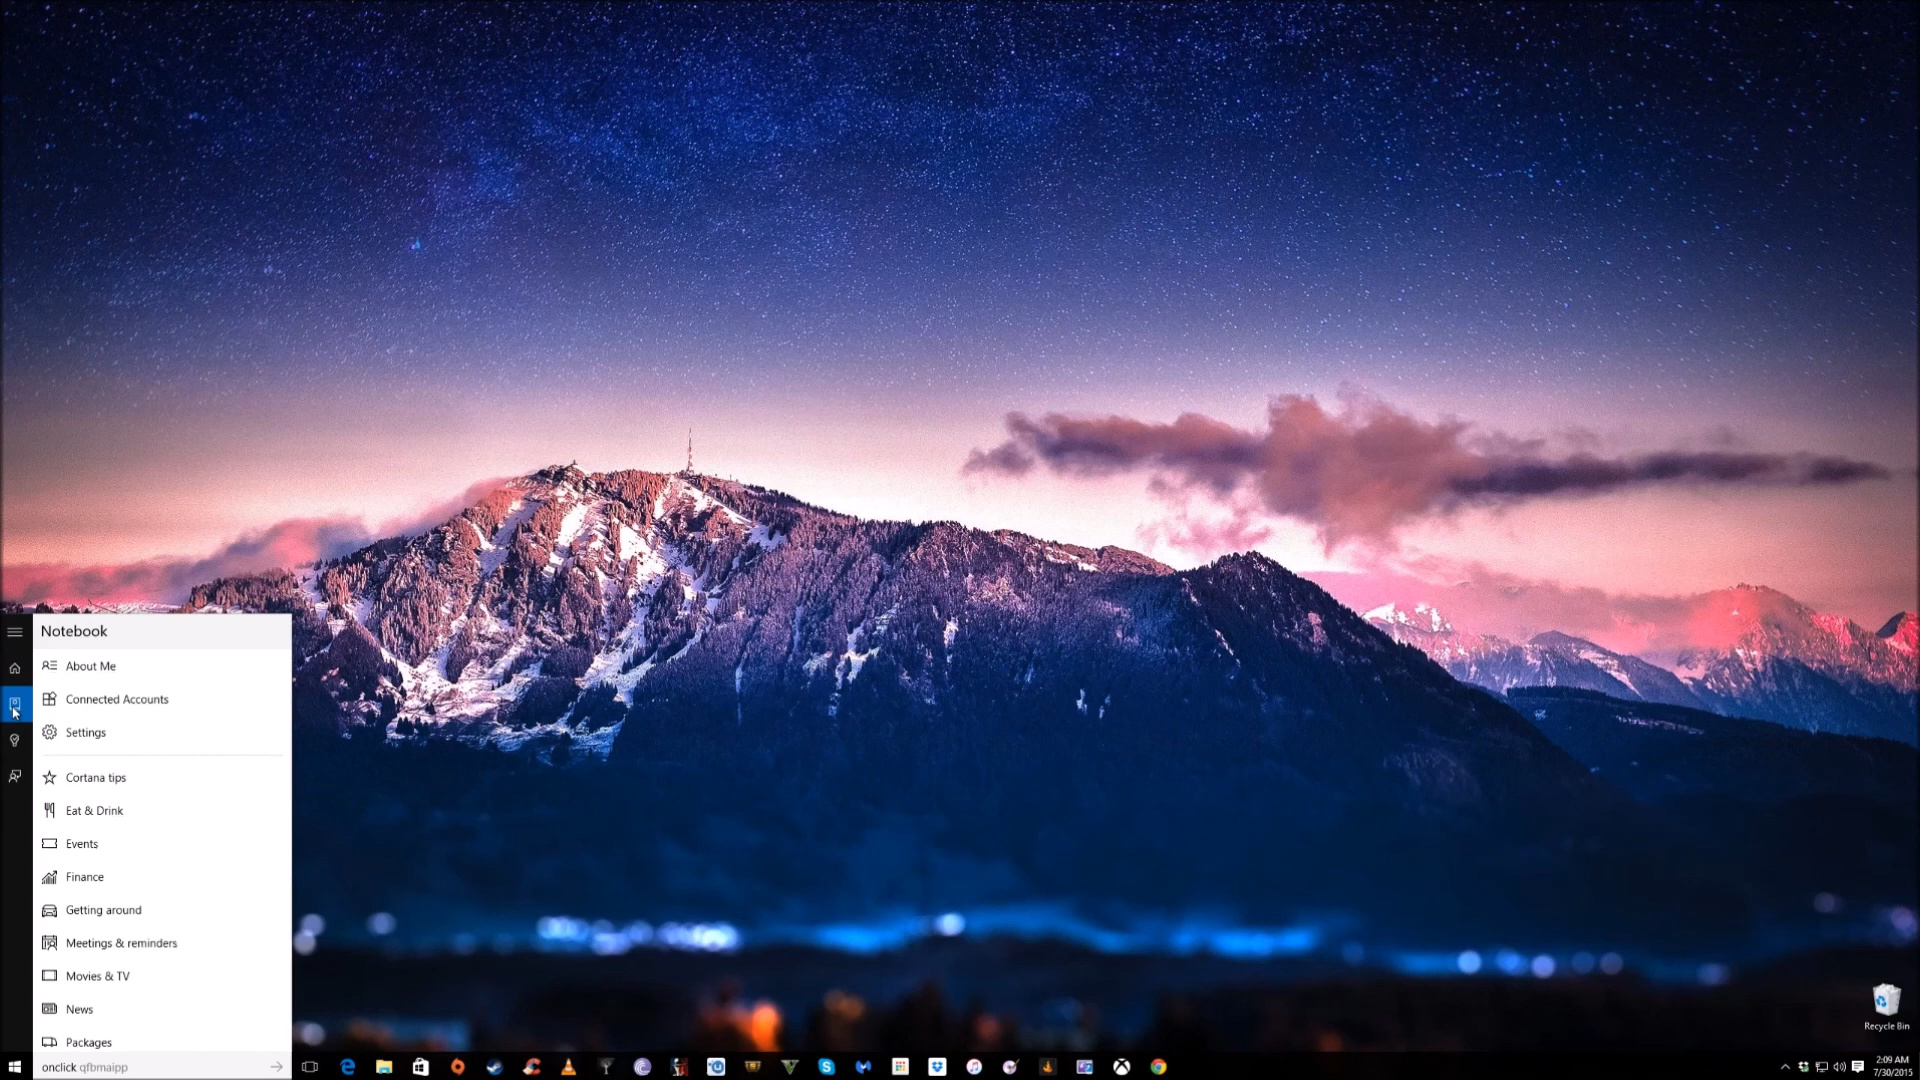 Notebook
About Me
Connected Accounts
Settings
Cortana tips
Eat & Drink
Events
Finance
Getting around
Meetings & reminders
Movies & TV
News
Packages
onclick qfbmaipp
Recycle Bin
2:09 AM
7/30/2015